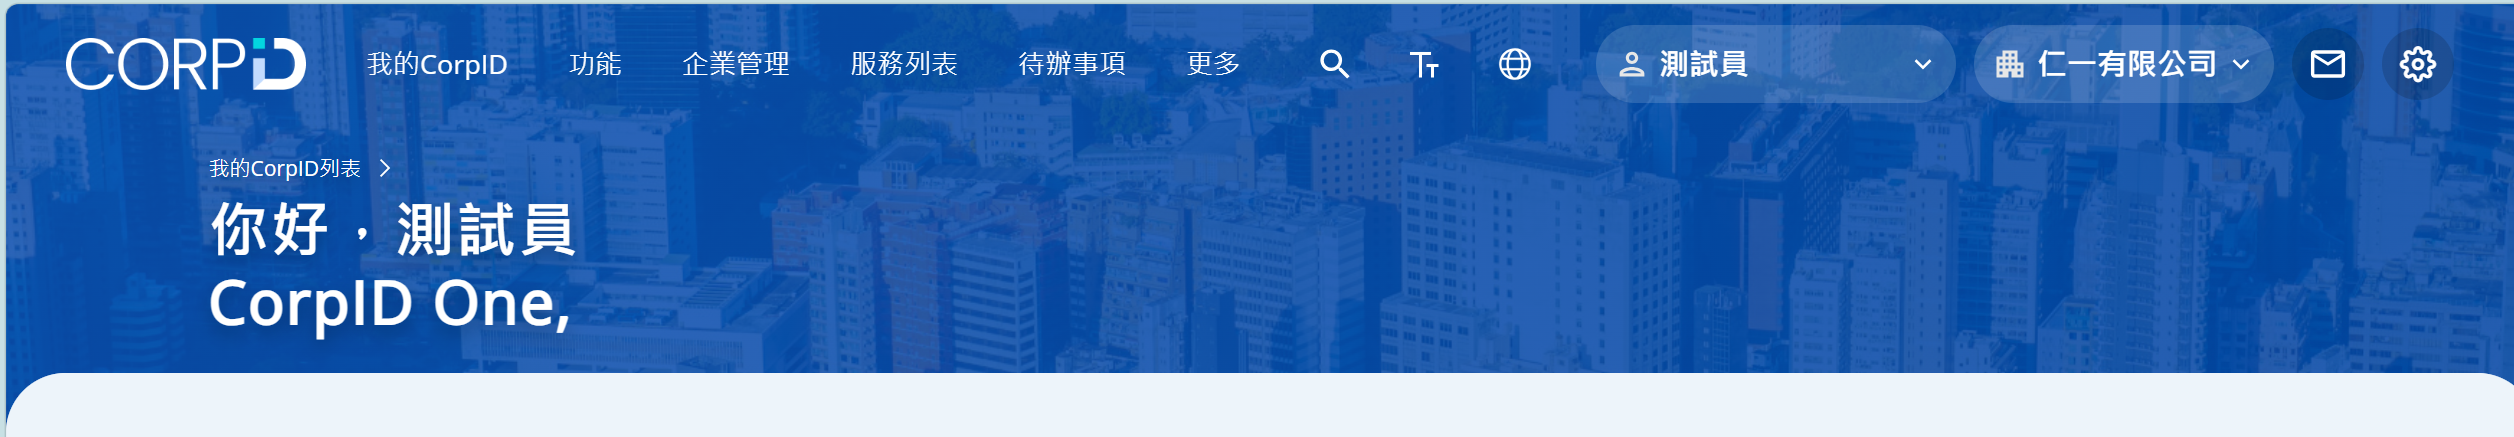 CORPiD 我的CorpID 功能 企業管理 服務列表 待辦事項 更多 Tт 測試員 仁一有限公司
我的CorpID列表
你好，測試員
CorpID One,